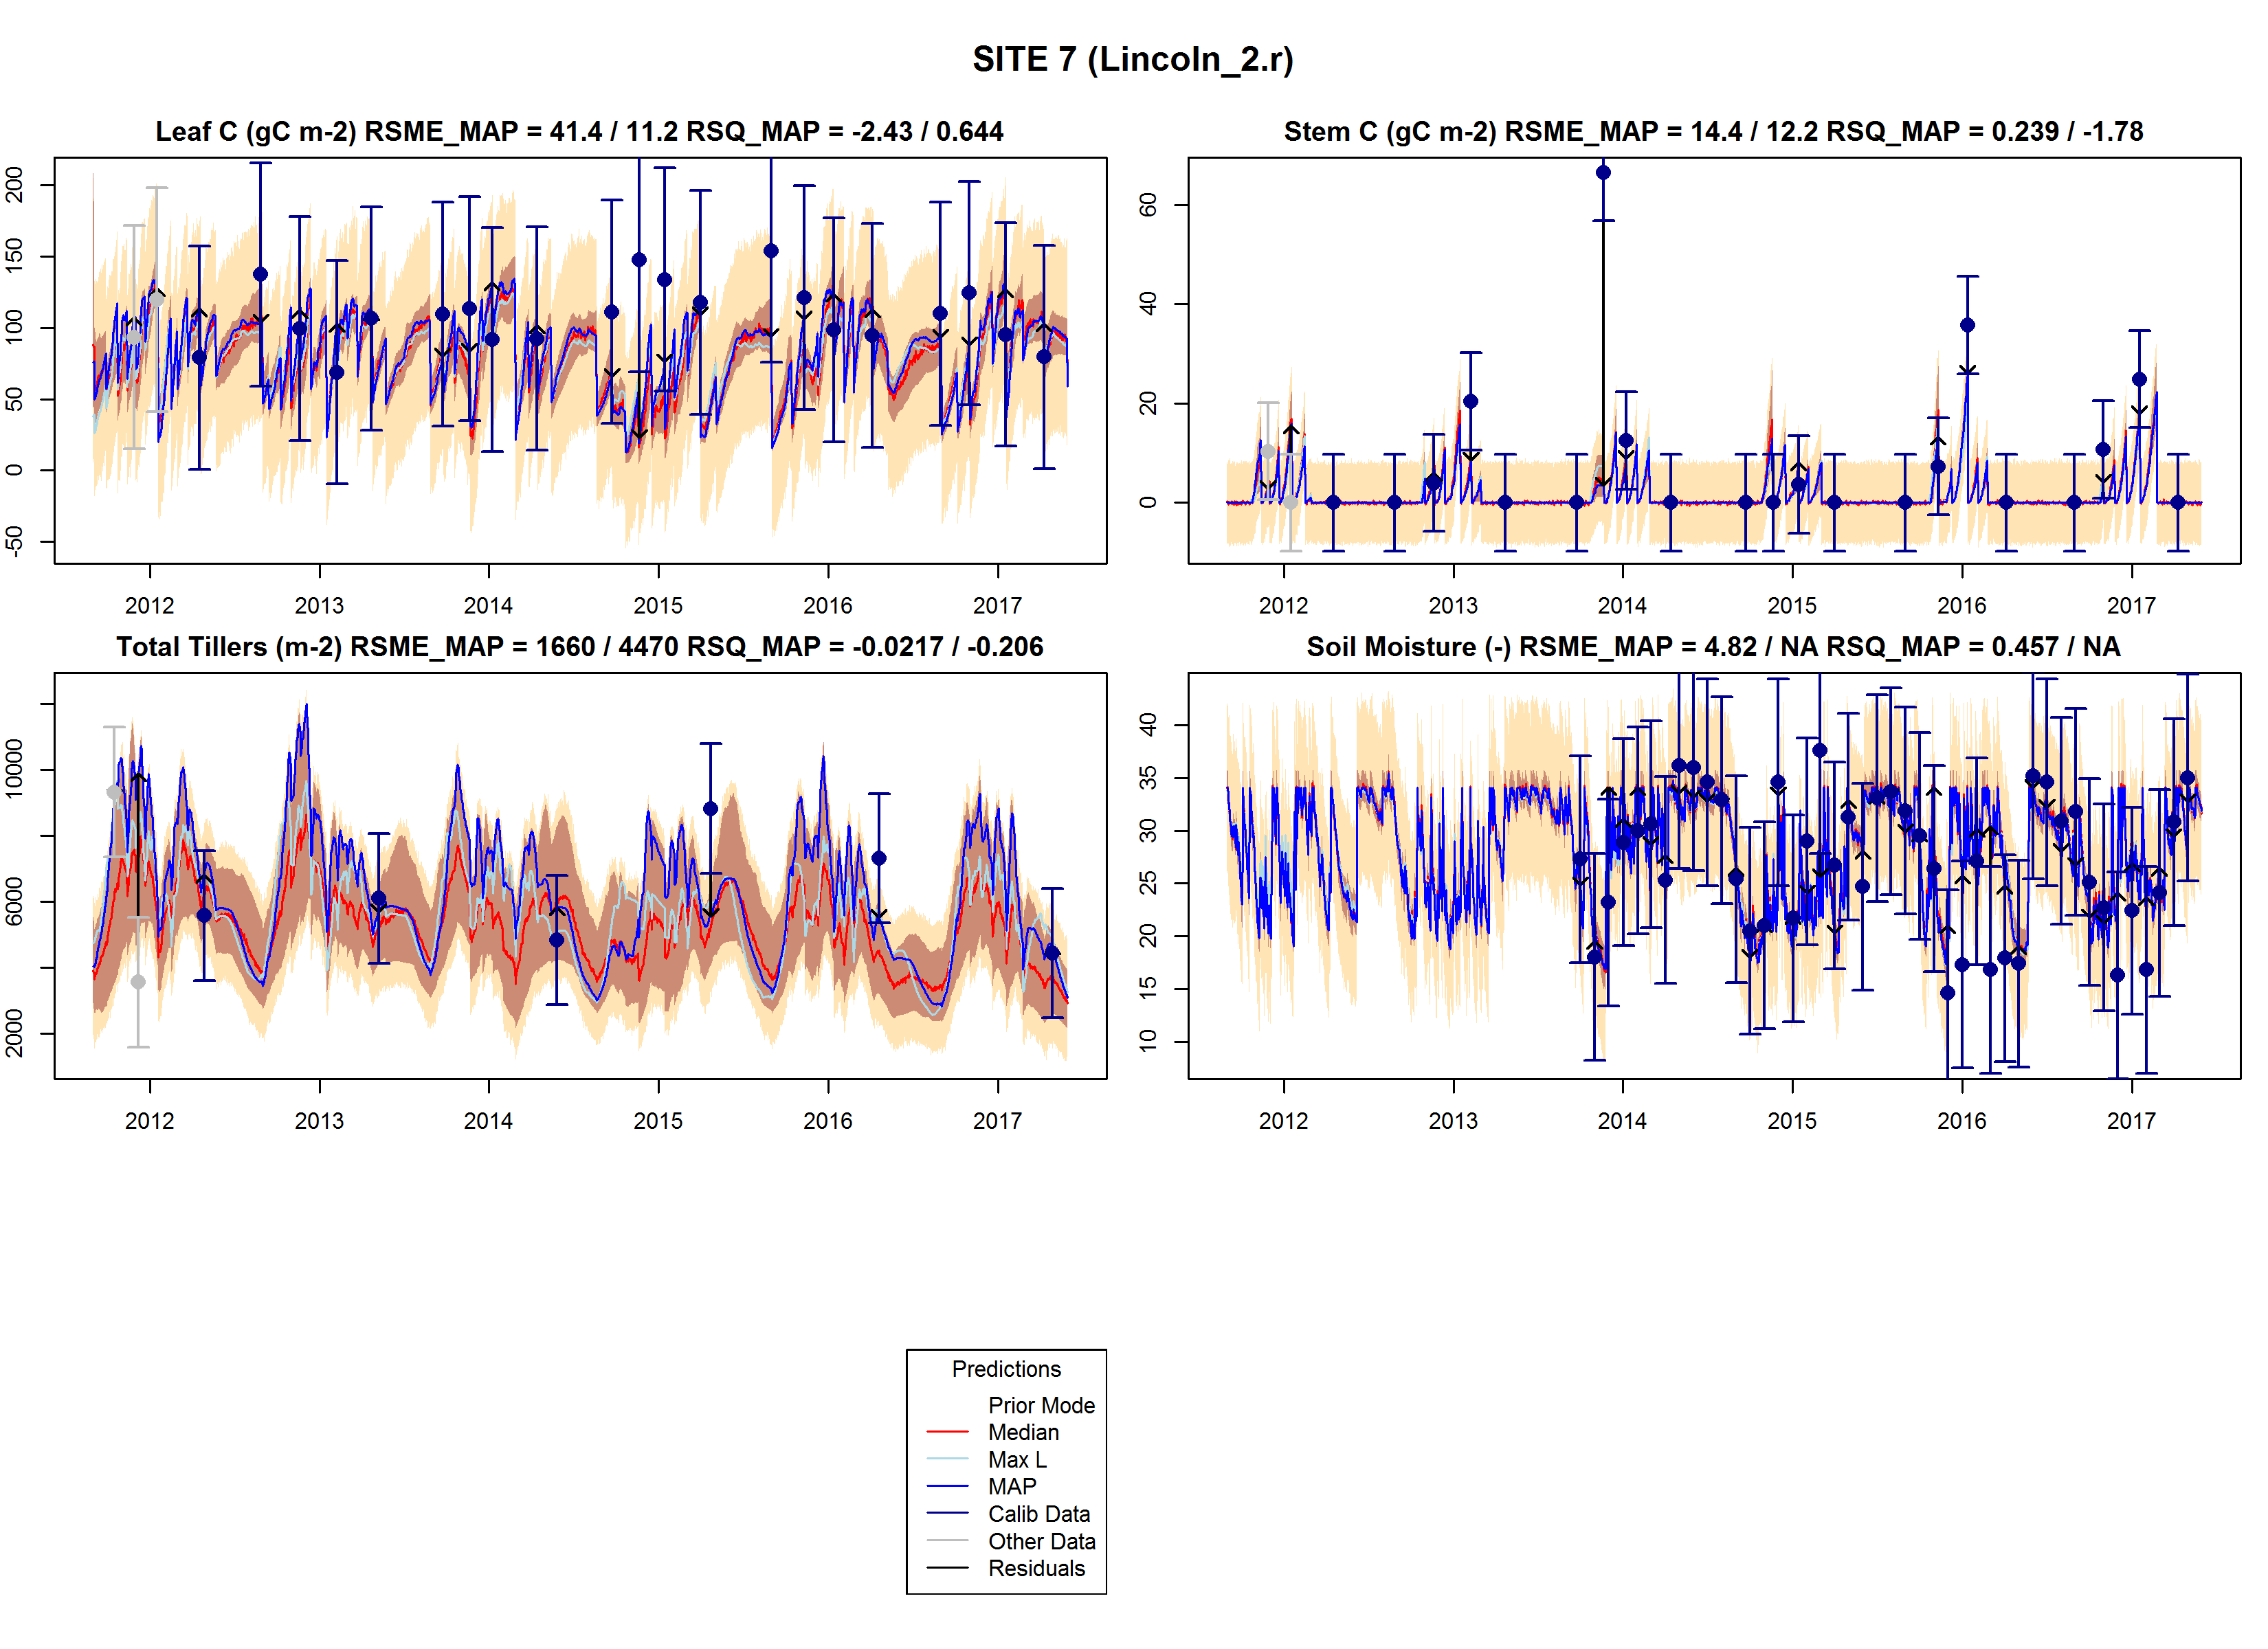 SITE 7 (Lincoln_2.r)
Leaf C (gC m-2) RSME_MAP = 41.4 / 11.2 RSQ_MAP = -2.43 / 0.644
200
150
100
50
0
-50
2012 2013 2014 2015 2016 2017
Stem C (gC m-2) RSME_MAP = 14.4 / 12.2 RSQ_MAP = 0.239 / -1.78
60
40
20
0
2012 2013 2014 2015 2016 2017
Total Tillers (m-2) RSME_MAP = 1660 / 4470 RSQ_MAP = -0.0217 / -0.206
10000
6000
2000
2012 2013 2014 2015 2016 2017
Soil Moisture (-) RSME_MAP = 4.82 / NA RSQ_MAP = 0.457 / NA
40
35
30
25
20
15
10
2012 2013 2014 2015 2016 2017
Predictions
Prior Mode
Median
Max L
MAP
Calib Data
Other Data
Residuals